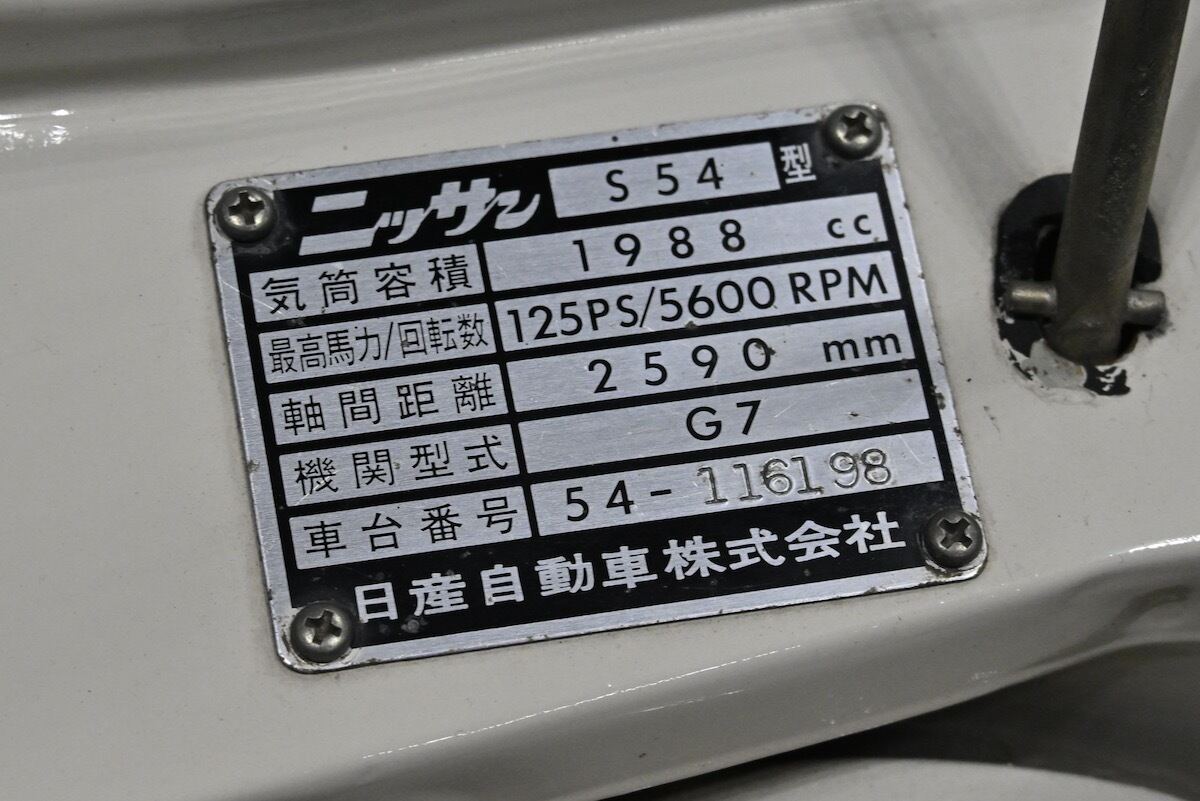 ニッサン S54 型
気筒容積 1988 cc
最高馬力/回転数 125PS/5600 RPM
軸間距離 2590 mm
機関型式 G7
車台番号 54-116198
日産自動車株式会社